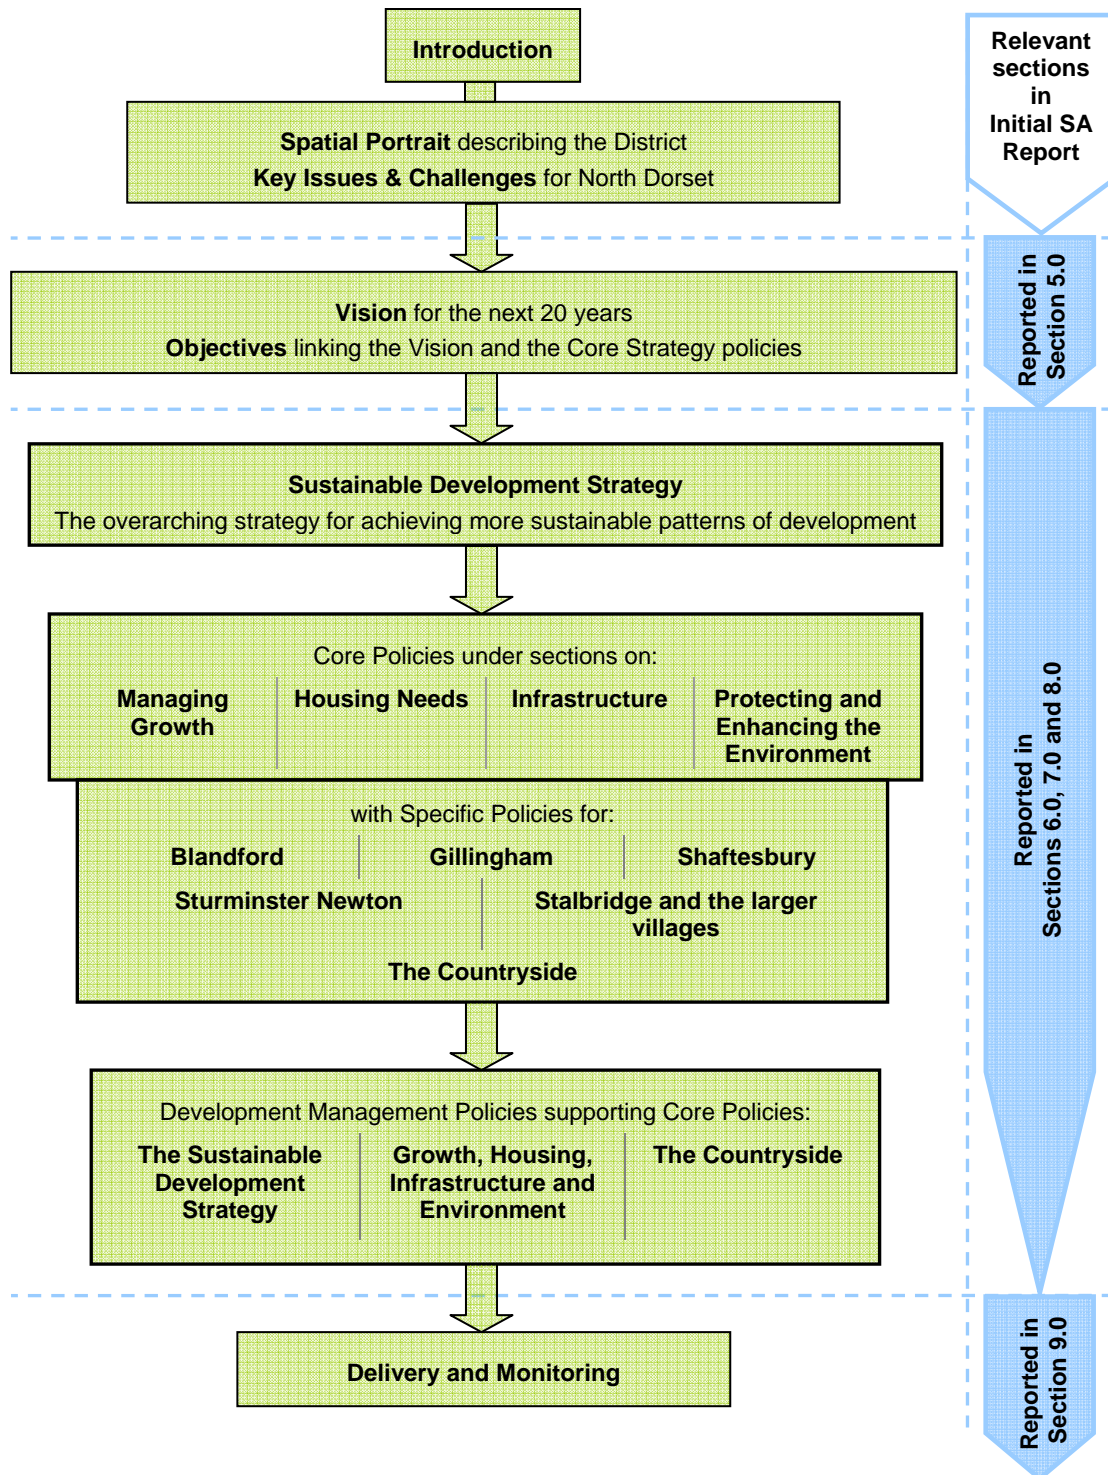 Introduction
Relevant
sections
in
Initial SA
Report
Spatial Portrait describing the District
Key Issues & Challenges for North Dorset
Reported in
Section 5.0
Vision for the next 20 years
Objectives linking the Vision and the Core Strategy policies
Sustainable Development Strategy
The overarching strategy for achieving more sustainable patterns of development
Reported in
Sections 6.0, 7.0 and 8.0
Core Policies under sections on:
Managing
Growth
Housing Needs
Infrastructure
Protecting and
Enhancing the
Environment
with Specific Policies for:
Blandford
Gillingham
Shaftesbury
Sturminster Newton
Stalbridge and the larger
villages
The Countryside
Development Management Policies supporting Core Policies:
The Sustainable
Development
Strategy
Growth, Housing,
Infrastructure and
Environment
The Countryside
Delivery and Monitoring
Reported in
Section 9.0